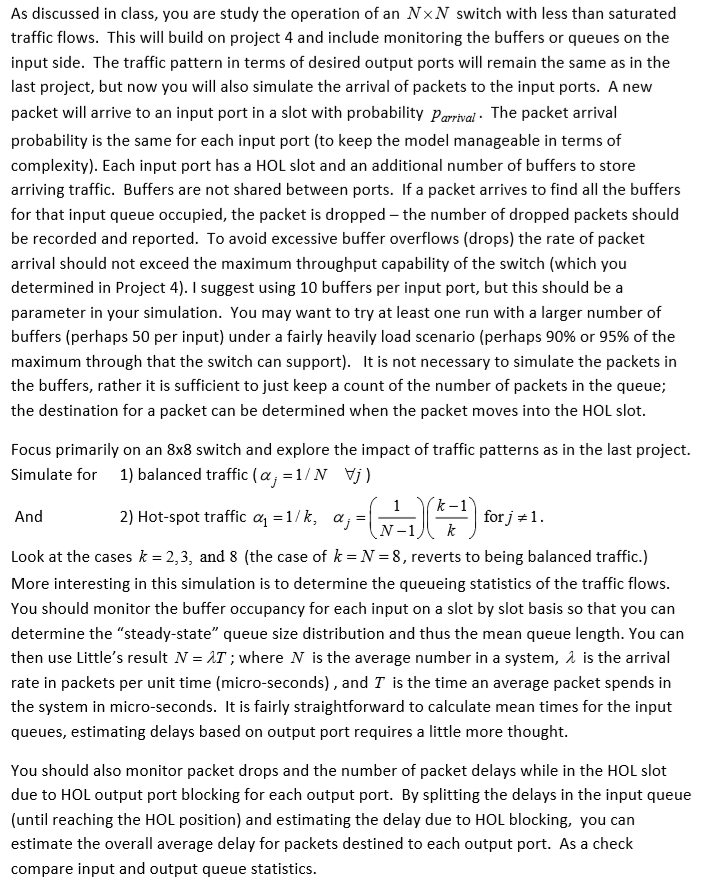 As discussed in class, you are study the operation of an N×N switch with less than saturated
traffic flows. This will build on project 4 and include monitoring the buffers or queues on the
input side. The traffic pattern in terms of desired output ports will remain the same as in the
last project, but now you will also simulate the arrival of packets to the input ports. A new
packet will arrive to an input port in a slot with probability p_arrival. The packet arrival
probability is the same for each input port (to keep the model manageable in terms of
complexity). Each input port has a HOL slot and an additional number of buffers to store
arriving traffic. Buffers are not shared between ports. If a packet arrives to find all the buffers
for that input queue occupied, the packet is dropped – the number of dropped packets should
be recorded and reported. To avoid excessive buffer overflows (drops) the rate of packet
arrival should not exceed the maximum throughput capability of the switch (which you
determined in Project 4). I suggest using 10 buffers per input port, but this should be a
parameter in your simulation. You may want to try at least one run with a larger number of
buffers (perhaps 50 per input) under a fairly heavily load scenario (perhaps 90% or 95% of the
maximum through that the switch can support). It is not necessary to simulate the packets in
the buffers, rather it is sufficient to just keep a count of the number of packets in the queue;
the destination for a packet can be determined when the packet moves into the HOL slot.
Focus primarily on an 8x8 switch and explore the impact of traffic patterns as in the last project.
Simulate for 1) balanced traffic (α_j = 1/N ∀j)
And 2) Hot-spot traffic α_1 = 1/k, α_j = (1/(N−1))((k−1)/k) for j ≠ 1.
Look at the cases k = 2,3, and 8 (the case of k = N = 8, reverts to being balanced traffic.)
More interesting in this simulation is to determine the queueing statistics of the traffic flows.
You should monitor the buffer occupancy for each input on a slot by slot basis so that you can
determine the “steady-state” queue size distribution and thus the mean queue length. You can
then use Little’s result N = λT ; where N is the average number in a system, λ is the arrival
rate in packets per unit time (micro-seconds) , and T is the time an average packet spends in
the system in micro-seconds. It is fairly straightforward to calculate mean times for the input
queues, estimating delays based on output port requires a little more thought.
You should also monitor packet drops and the number of packet delays while in the HOL slot
due to HOL output port blocking for each output port. By splitting the delays in the input queue
(until reaching the HOL position) and estimating the delay due to HOL blocking, you can
estimate the overall average delay for packets destined to each output port. As a check
compare input and output queue statistics.